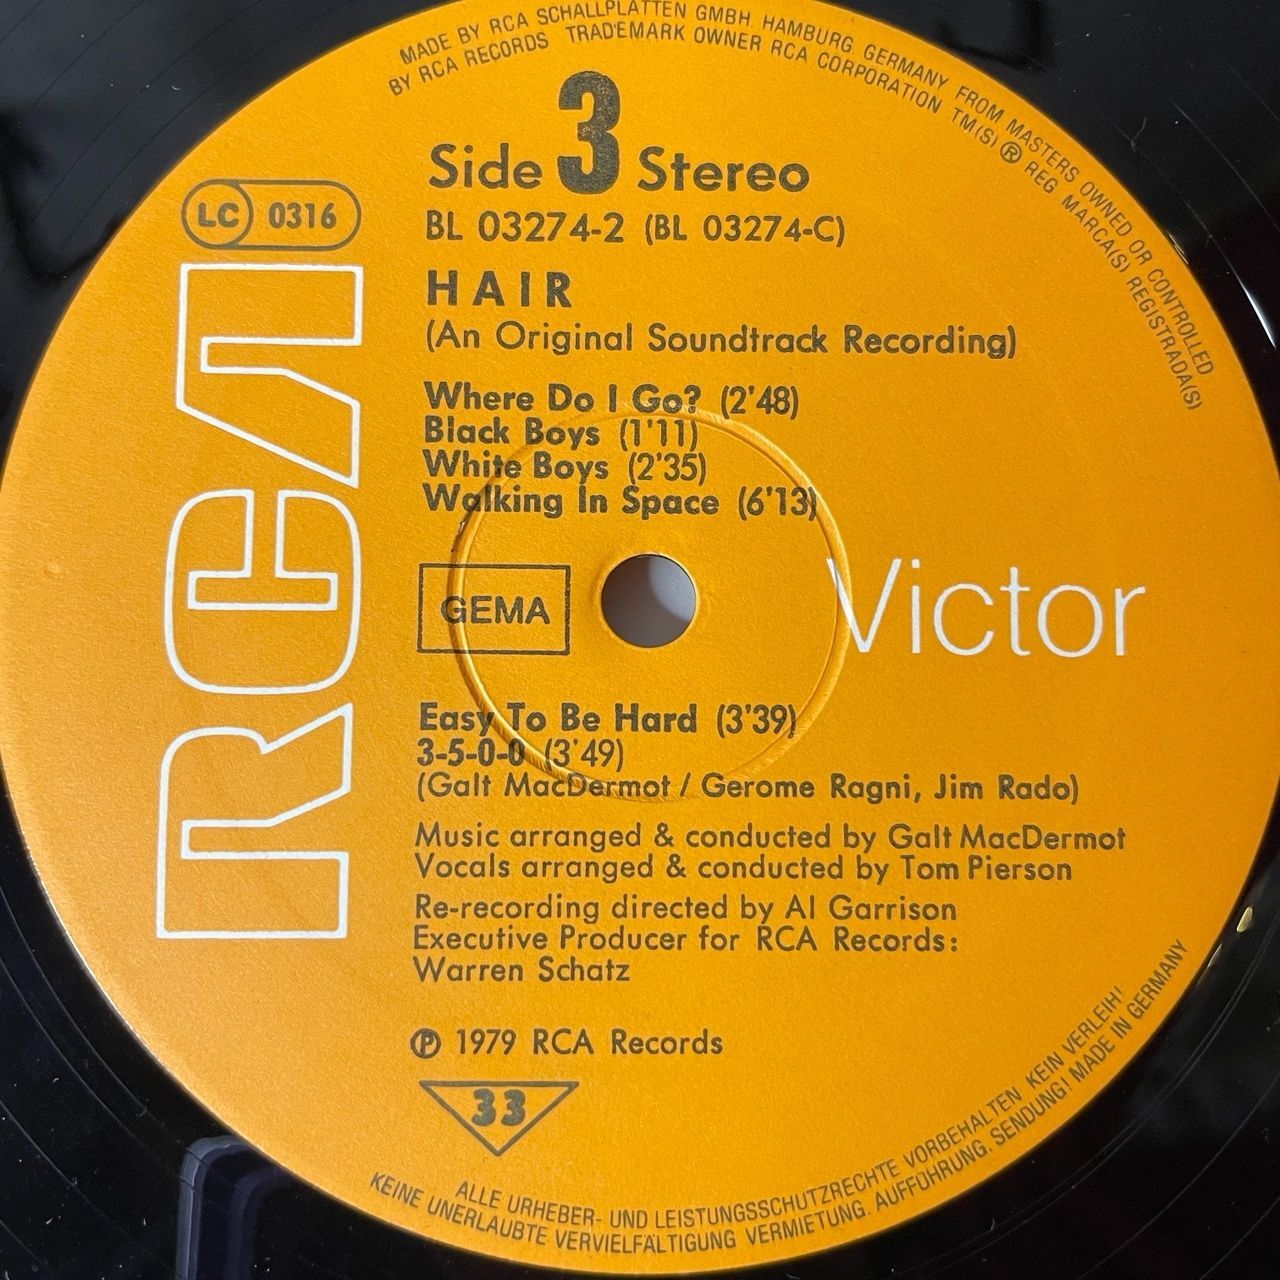 MADE BY RCA SCHALLPLATTEN GMBH. HAMBURG. GERMANY FROM MASTERS OWNED OR CONTROLLED
BY RCA RECORDS TRADEMARK OWNER RCA CORPORATION TM(S) ® REG MARCA(S) REGISTRADA(S)
Side 3 Stereo
LC 0316
BL 03274-2 (BL 03274-C)
HAIR
(An Original Soundtrack Recording)
Where Do I Go? (2'48)
Black Boys (1'11)
White Boys (2'35)
Walking In Space (6'13)
RCA
GEMA
Victor
Easy To Be Hard (3'39)
3-5-0-0 (3'49)
(Galt MacDermot / Gerome Ragni, Jim Rado)
Music arranged & conducted by Galt MacDermot
Vocals arranged & conducted by Tom Pierson
Re-recording directed by Al Garrison
Executive Producer for RCA Records:
Warren Schatz
℗ 1979 RCA Records
33
ALLE URHEBER- UND LEISTUNGSSCHUTZRECHTE VORBEHALTEN KEIN VERLEIH!
KEINE UNERLAUBTE VERVIELFÄLTIGUNG VERMIETUNG. AUFFÜHRUNG. SENDUNG! MADE IN GERMANY